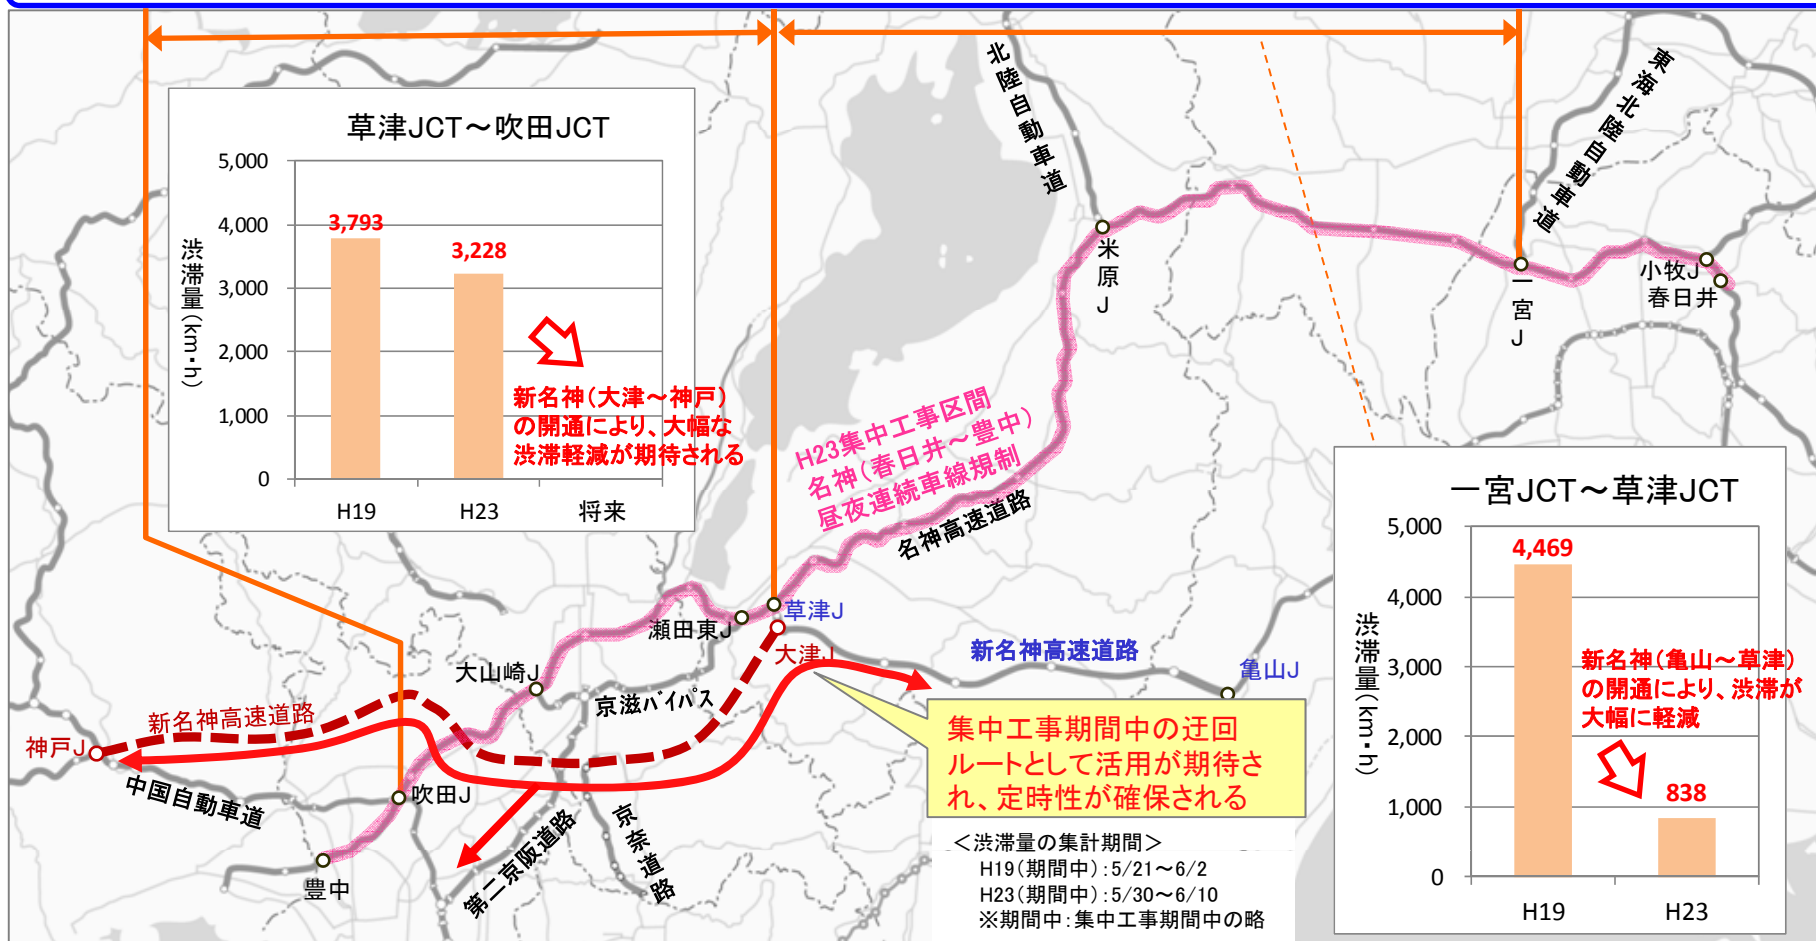 草津JCT～吹田JCT
渋滞量(km・h)
5,000
4,000
3,000
2,000
1,000
0
3,793
3,228
H19
H23
将来
新名神(大津～神戸)
の開通により、大幅な
渋滞軽減が期待される
北陸自動車道
東海北陸自動車道
米原J
一宮J
小牧J
春日井
H23集中工事区間
名神(春日井～豊中)
昼夜連続車線規制
名神高速道路
草津J
瀬田東J
大津J
新名神高速道路
亀山J
大山崎J
京滋バイパス
新名神高速道路
神戸J
中国自動車道
吹田J
豊中
第二京阪道路
京奈道路
集中工事期間中の迂回
ルートとして活用が期待さ
れ、定時性が確保される
＜渋滞量の集計期間＞
H19(期間中):5/21～6/2
H23(期間中):5/30～6/10
※期間中:集中工事期間中の略
一宮JCT～草津JCT
渋滞量(km・h)
5,000
4,000
3,000
2,000
1,000
0
4,469
838
H19
H23
新名神(亀山～草津)
の開通により、渋滞が
大幅に軽減